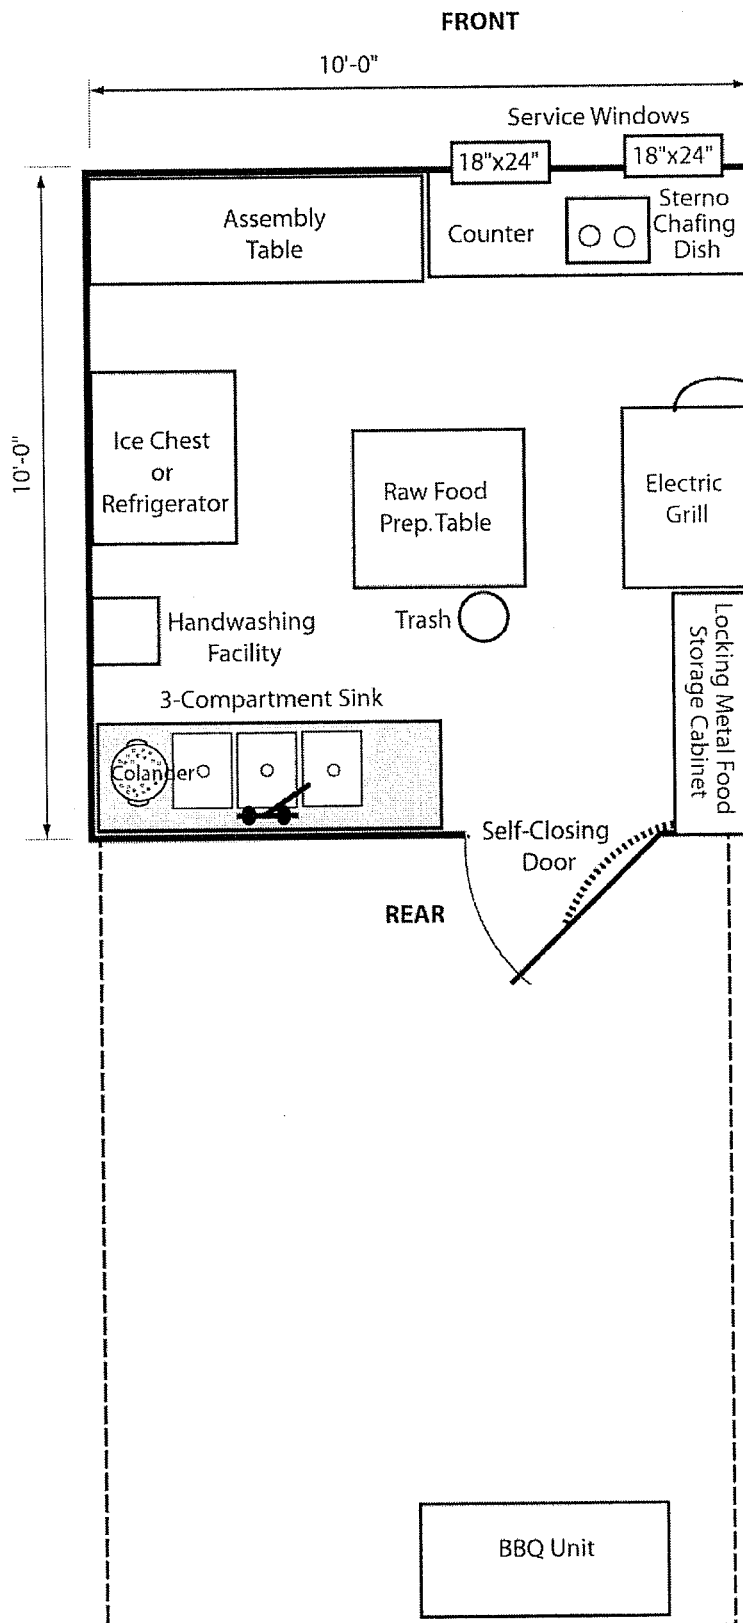 FRONT
10'-0"
Service Windows
18"x24"
18"x24"
Assembly
Table
Counter
Sterno
Chafing
Dish
10'-0"
Ice Chest
or
Refrigerator
Raw Food
Prep. Table
Electric
Grill
Handwashing
Facility
Trash
Locking Metal Food
Storage Cabinet
3-Compartment Sink
Colander
Self-Closing
Door
REAR
BBQ Unit